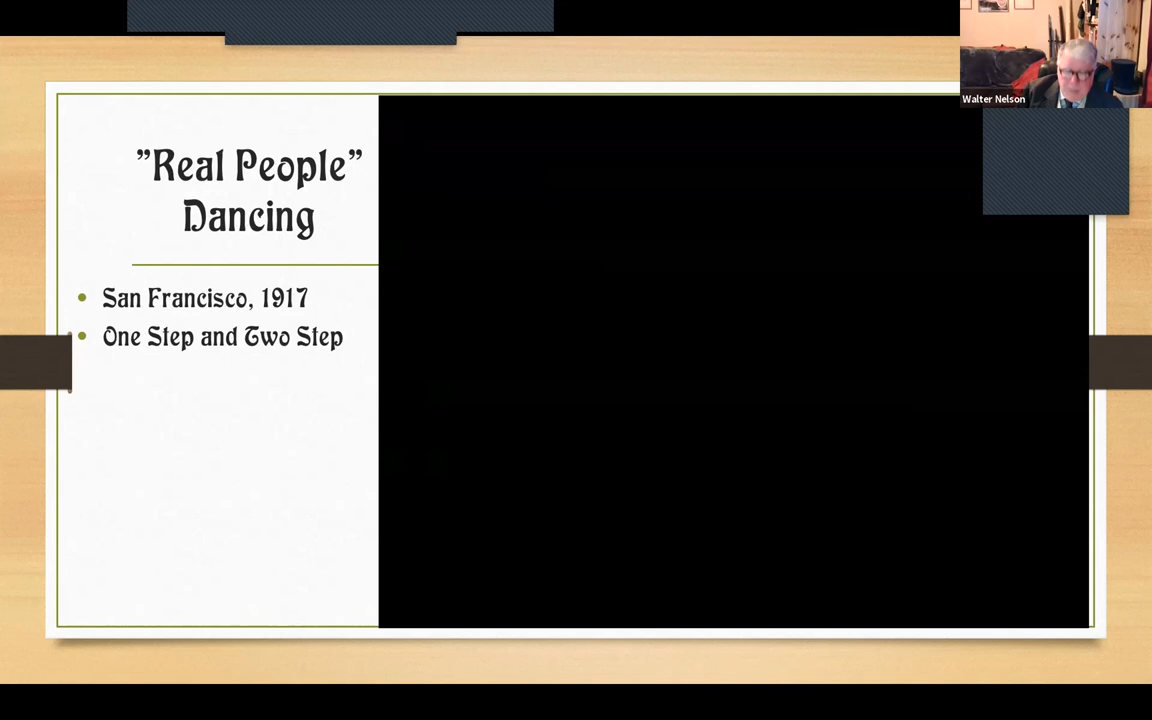 Walter Nelson
”Real People”
Dancing
• San Francisco, 1917
• One Step and Two Step